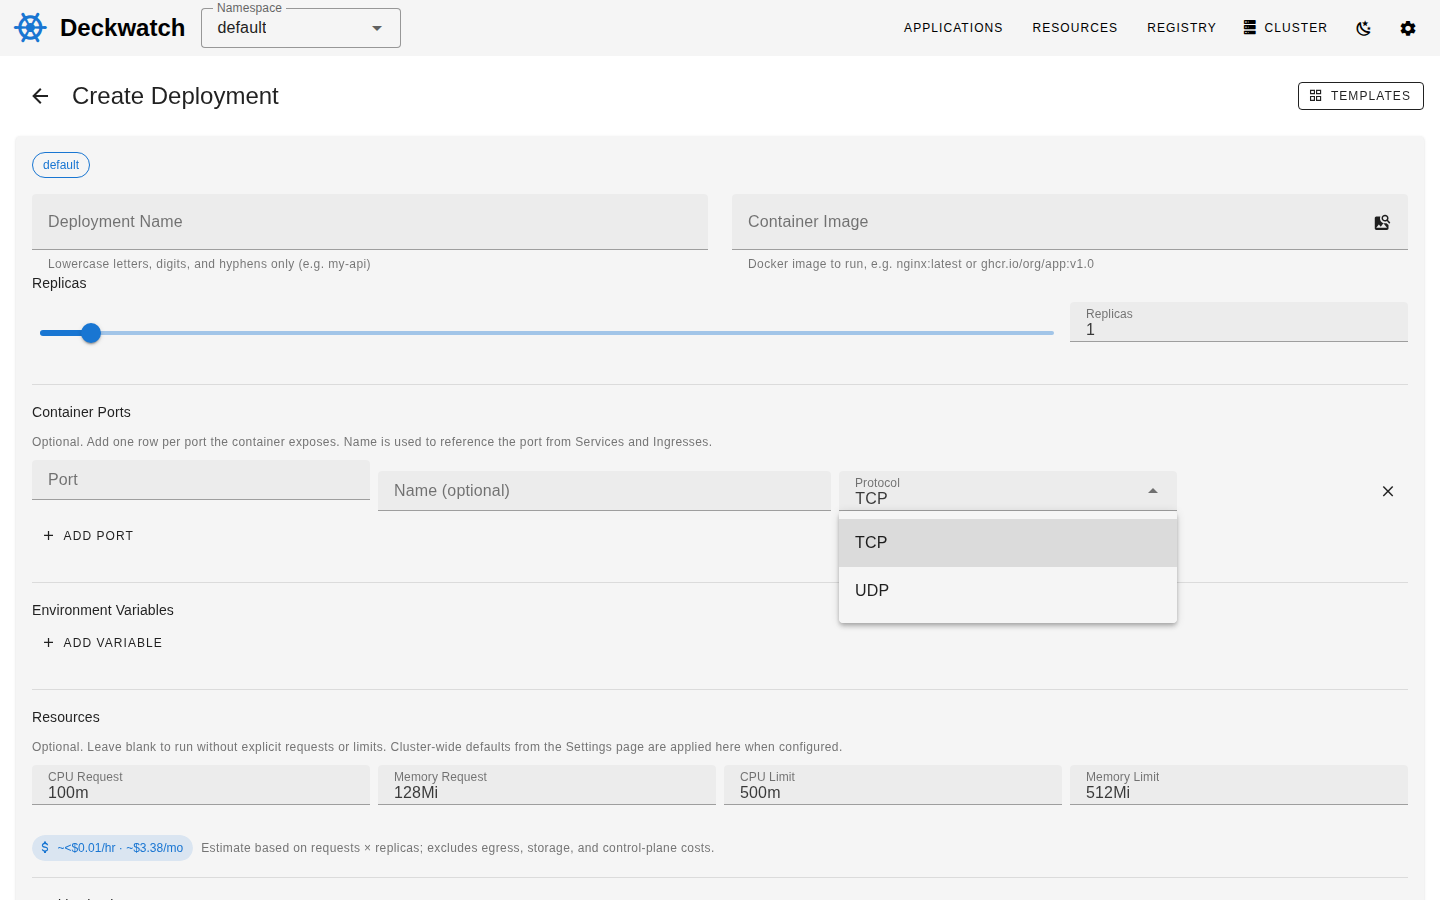 Deckwatch
Namespace
default
APPLICATIONS
RESOURCES
REGISTRY
CLUSTER
Create Deployment
TEMPLATES
default
Deployment Name
Container Image
Lowercase letters, digits, and hyphens only (e.g. my-api)
Docker image to run, e.g. nginx:latest or ghcr.io/org/app:v1.0
Replicas
Replicas
1
Container Ports
Optional. Add one row per port the container exposes. Name is used to reference the port from Services and Ingresses.
Port
Name (optional)
Protocol
TCP
TCP
UDP
ADD PORT
Environment Variables
ADD VARIABLE
Resources
Optional. Leave blank to run without explicit requests or limits. Cluster-wide defaults from the Settings page are applied here when configured.
CPU Request
100m
Memory Request
128Mi
CPU Limit
500m
Memory Limit
512Mi
~<$0.01/hr · ~$3.38/mo
Estimate based on requests × replicas; excludes egress, storage, and control-plane costs.